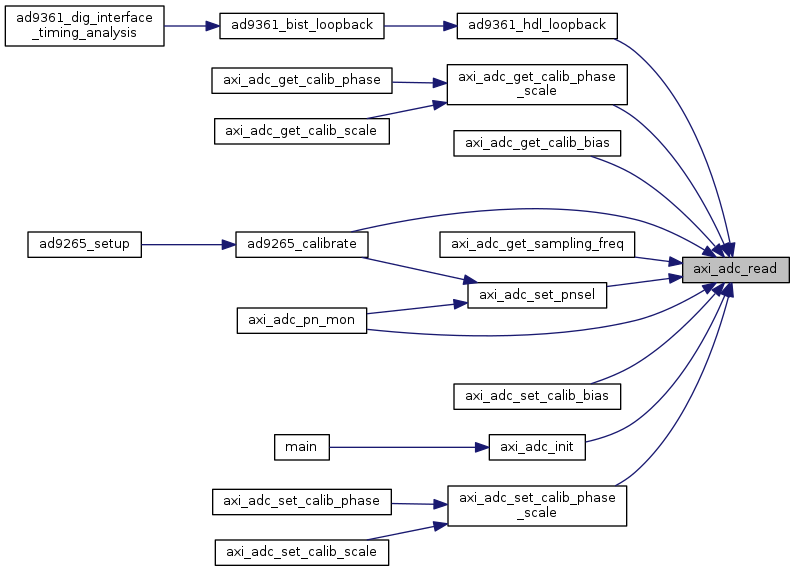 ad9361_dig_interface
_timing_analysis
ad9361_bist_loopback
ad9361_hdl_loopback
axi_adc_get_calib_phase
axi_adc_get_calib_phase
_scale
axi_adc_get_calib_scale
axi_adc_get_calib_bias
ad9265_setup
ad9265_calibrate
axi_adc_get_sampling_freq
axi_adc_read
axi_adc_set_pnsel
axi_adc_pn_mon
axi_adc_set_calib_bias
main
axi_adc_init
axi_adc_set_calib_phase
axi_adc_set_calib_phase
_scale
axi_adc_set_calib_scale